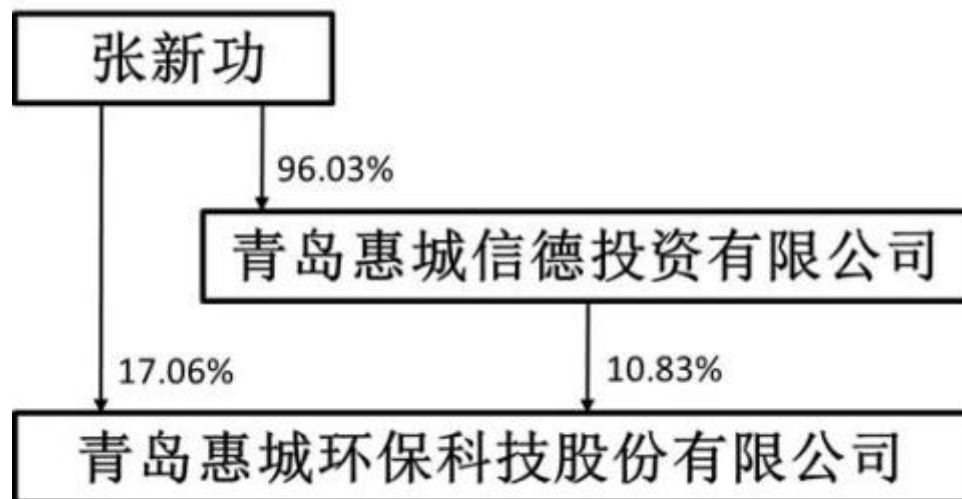 张新功
96.03%
青岛惠城信德投资有限公司
17.06%
10.83%
青岛惠城环保科技股份有限公司